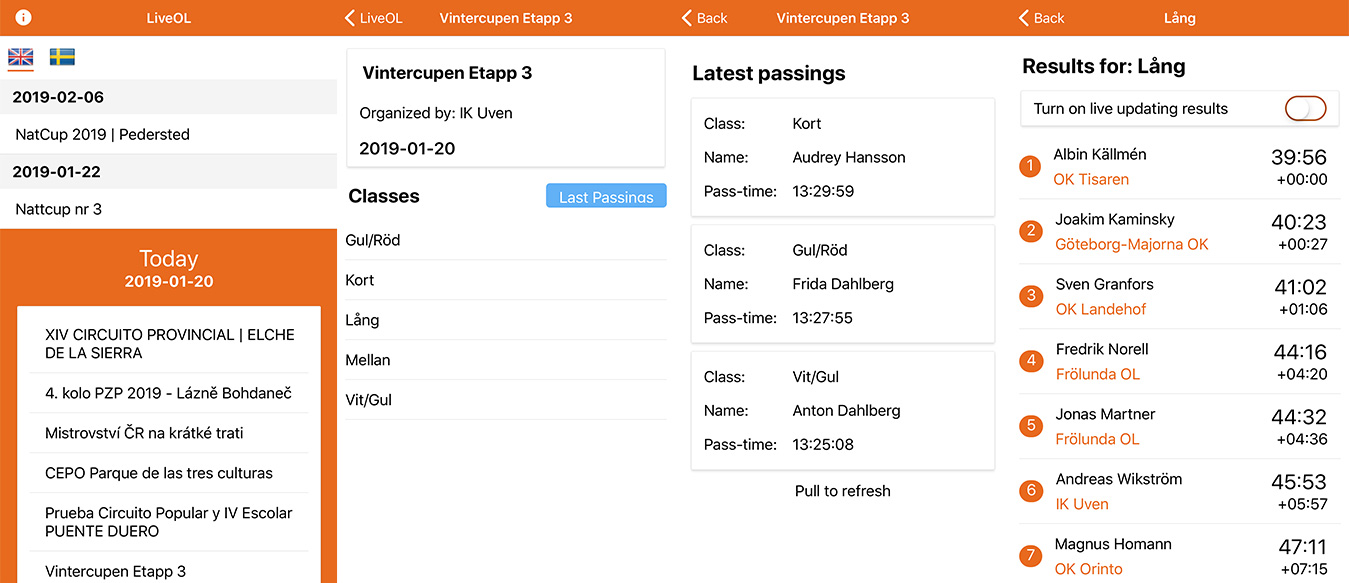 LiveOL
2019-02-06
NatCup 2019 | Pedersted
2019-01-22
Nattcup nr 3
Today
2019-01-20
XIV CIRCUITO PROVINCIAL | ELCHE
DE LA SIERRA
4. kolo PZP 2019 - Lázně Bohdaneč
Mistrovství ČR na krátké trati
CEPO Parque de las tres culturas
Prueba Circuito Popular y IV Escolar
PUENTE DUERO
Vintercupen Etapp 3
LiveOL
Vintercupen Etapp 3
Vintercupen Etapp 3
Organized by: IK Uven
2019-01-20
Classes
Last Passings
Gul/Röd
Kort
Lång
Mellan
Vit/Gul
Back
Vintercupen Etapp 3
Latest passings
Class: Kort
Name: Audrey Hansson
Pass-time: 13:29:59
Class: Gul/Röd
Name: Frida Dahlberg
Pass-time: 13:27:55
Class: Vit/Gul
Name: Anton Dahlberg
Pass-time: 13:25:08
Pull to refresh
Back
Lång
Results for: Lång
Turn on live updating results
1 Albin Källmén 39:56
OK Tisaren +00:00
2 Joakim Kaminsky 40:23
Göteborg-Majorna OK +00:27
3 Sven Granfors 41:02
OK Landehof +01:06
4 Fredrik Norell 44:16
Frölunda OL +04:20
5 Jonas Martner 44:32
Frölunda OL +04:36
6 Andreas Wikström 45:53
IK Uven +05:57
7 Magnus Homann 47:11
OK Orinto +07:15